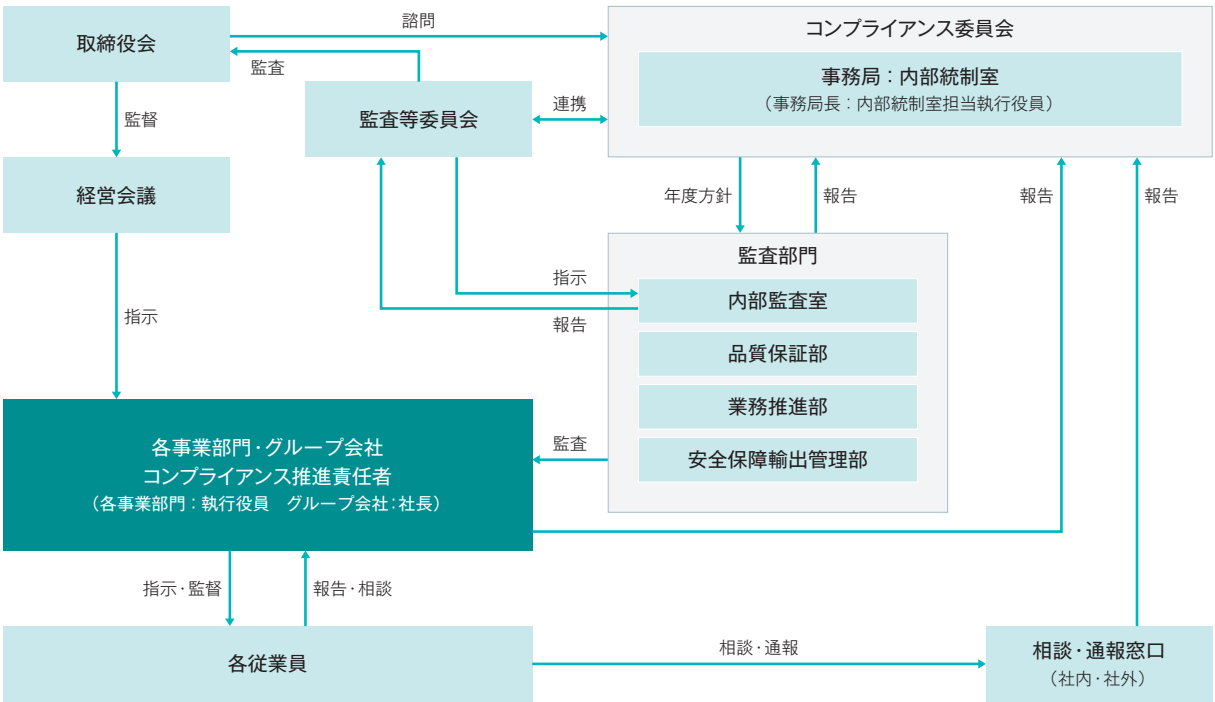 取締役会
諮問
監査
コンプライアンス委員会
事務局：内部統制室
（事務局長：内部統制室担当執行役員）
監査等委員会
連携
監督
経営会議
年度方針
報告
報告
報告
監査部門
指示
内部監査室
報告
品質保証部
業務推進部
安全保障輸出管理部
指示
監査
各事業部門・グループ会社
コンプライアンス推進責任者
（各事業部門：執行役員　グループ会社：社長）
指示・監督
報告・相談
各従業員
相談・通報
相談・通報窓口
（社内・社外）